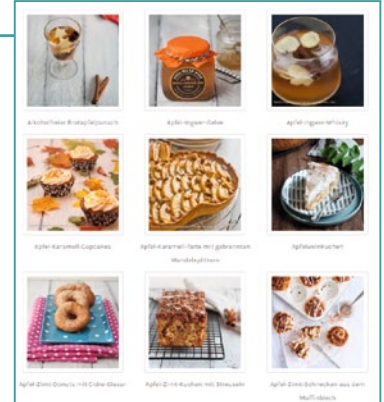 Alkoholfreier Bratapfelpunsch
Apfel-Ingwer-Gelee
Apfel-Ingwer-Whisky
Apfel-Karamell-Cupcakes
Apfel-Karamell-Tarte mit gebrannten
Mandelsplittern
Apfelweinkuchen
Apfel-Zimt-Donuts mit Cidre-Glasur
Apfel-Zimt-Kuchen mit Streuseln
Apfel-Zimt-Schnecken aus dem
Muffinblech